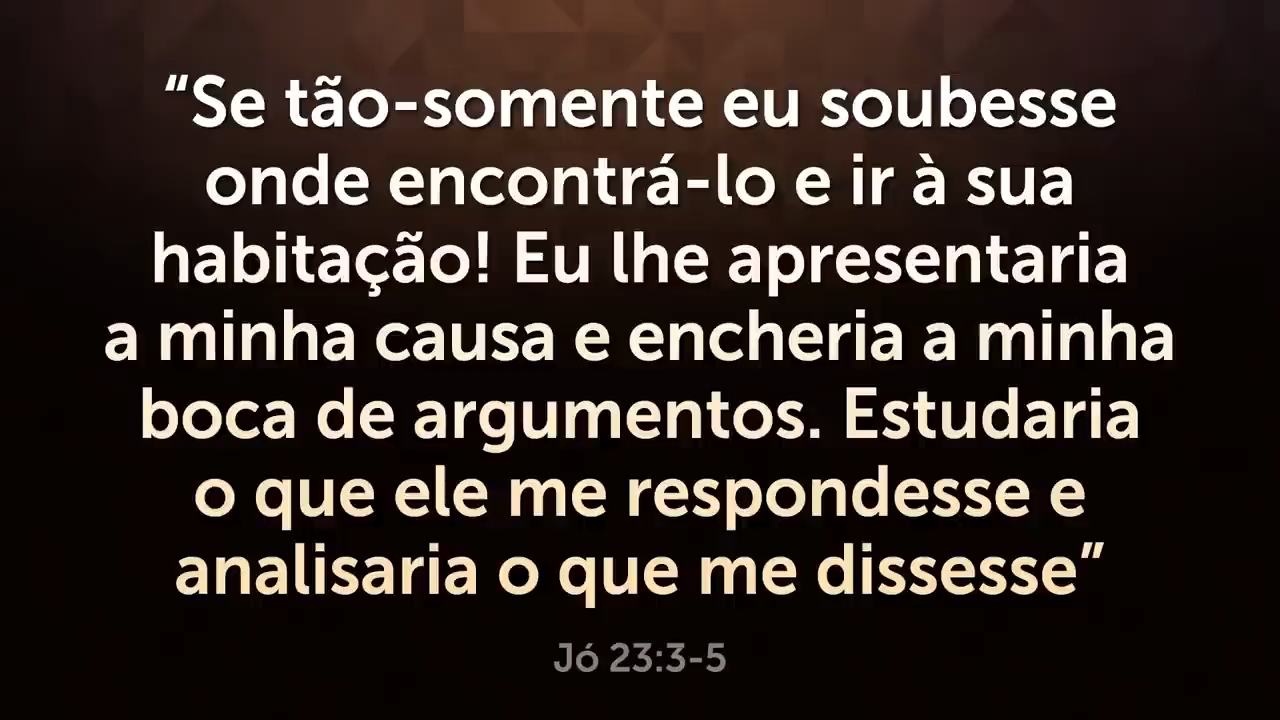 “Se tão-somente eu soubesse
onde encontrá-lo e ir à sua
habitação! Eu lhe apresentaria
a minha causa e encheria a minha
boca de argumentos. Estudaria
o que ele me respondesse e
analisaria o que me dissesse”
Jó 23:3-5